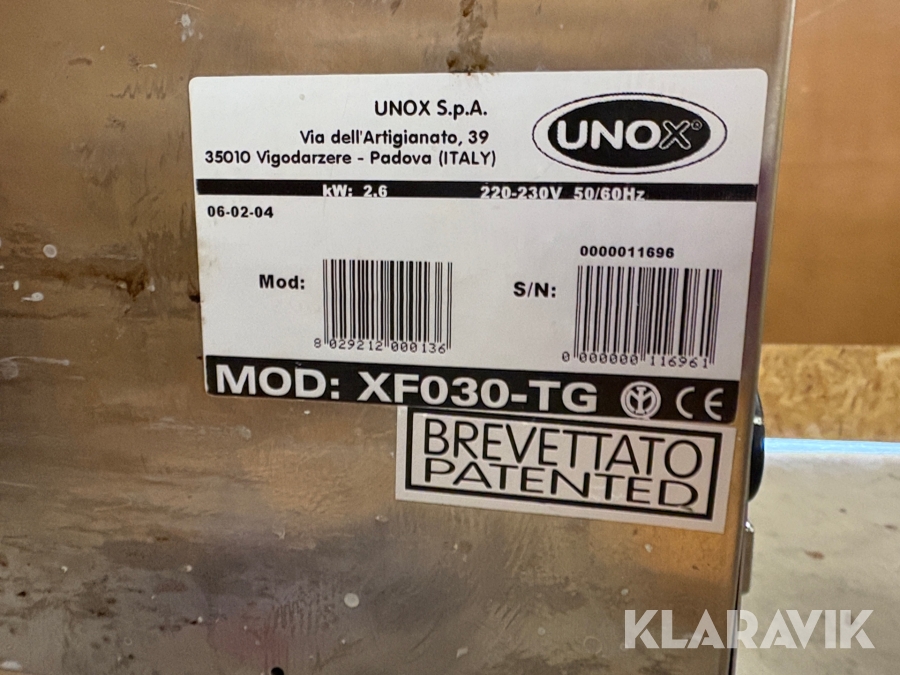 UNOX S.p.A.
Via dell'Artigianato, 39
35010 Vigodarzere - Padova (ITALY)
UNOX®
kW: 2.6 220-230V 50/60Hz
06-02-04
0000011696
Mod:
S/N:
8 029212 000136
0 000000 116961
MOD: XF030-TG CE
BREVETTATO
PATENTED
KLARAVIK